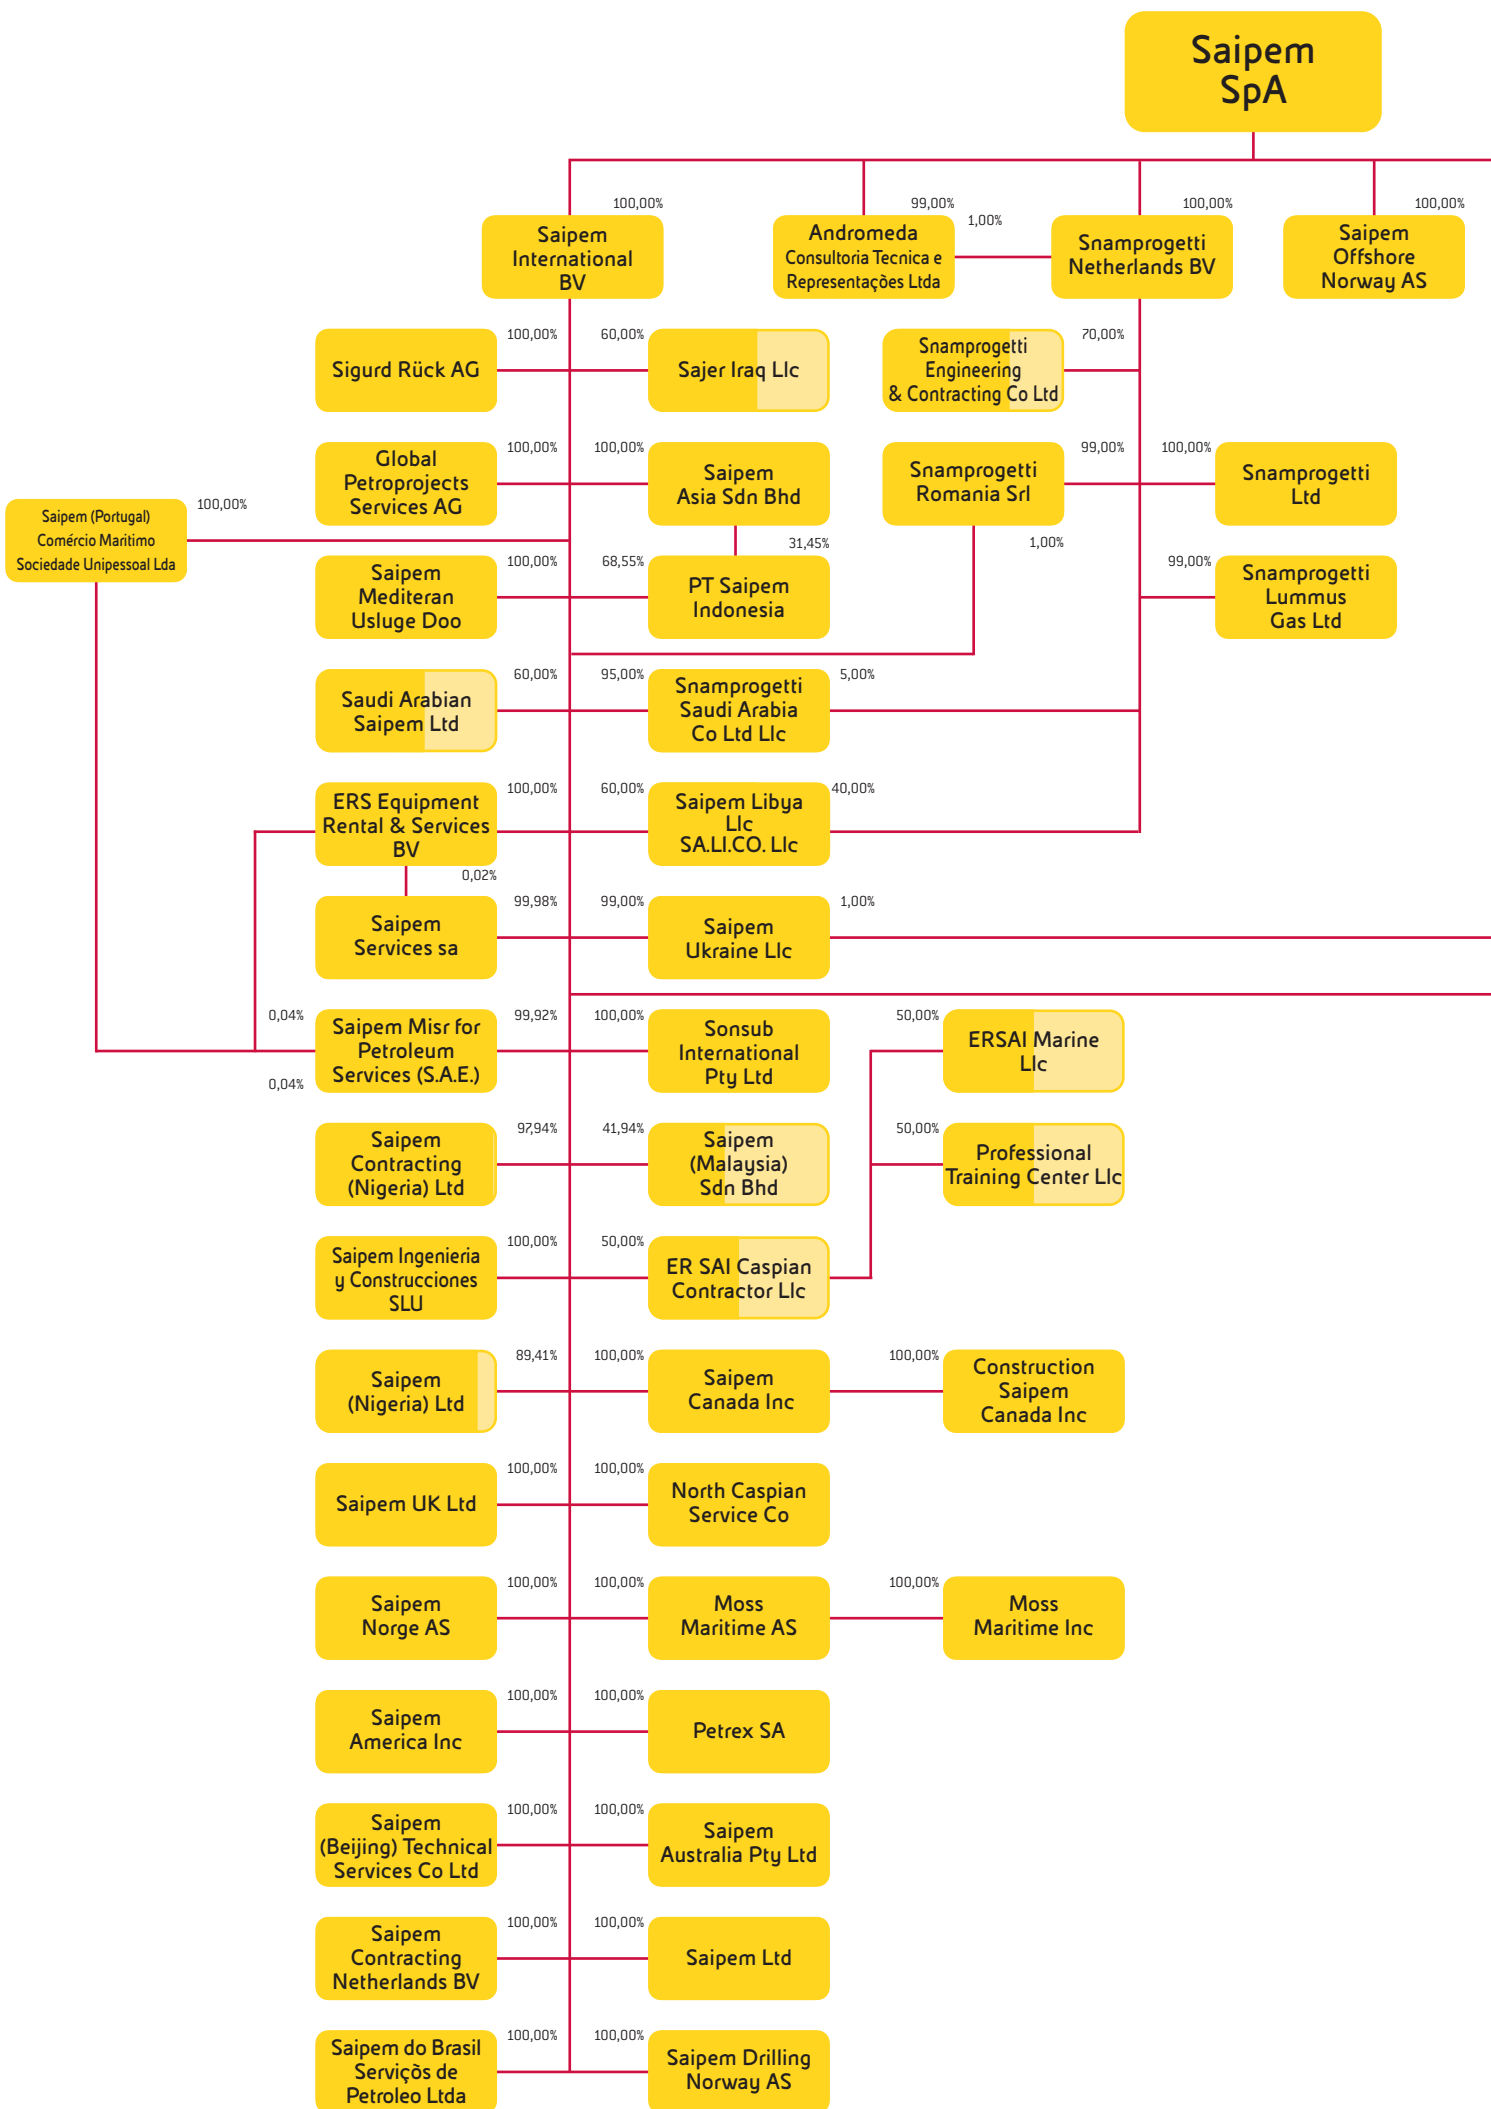 Saipem
SpA
100,00%
99,00%
1,00%
100,00%
100,00%
Saipem
International
BV
Andromeda
Consultoria Tecnica e
Representações Ltda
Snamprogetti
Netherlands BV
Saipem
Offshore
Norway AS
100,00%
60,00%
70,00%
Sigurd Rück AG
Sajer Iraq Llc
Snamprogetti
Engineering
& Contracting Co Ltd
100,00%
100,00%
99,00%
100,00%
Global
Petroprojects
Services AG
Saipem
Asia Sdn Bhd
Snamprogetti
Romania Srl
Snamprogetti
Ltd
100,00%
Saipem (Portugal)
Comércio Maritimo
Sociedade Unipessoal Lda
31,45%
1,00%
100,00%
68,55%
99,00%
Saipem
Mediteran
Usluge Doo
PT Saipem
Indonesia
Snamprogetti
Lummus
Gas Ltd
60,00%
95,00%
5,00%
Saudi Arabian
Saipem Ltd
Snamprogetti
Saudi Arabia
Co Ltd Llc
100,00%
60,00%
40,00%
ERS Equipment
Rental & Services
BV
Saipem Libya
Llc
SA.LI.CO. Llc
0,02%
99,98%
99,00%
1,00%
Saipem
Services sa
Saipem
Ukraine Llc
0,04%
99,92%
100,00%
50,00%
Saipem Misr for
Petroleum
Services (S.A.E.)
Sonsub
International
Pty Ltd
ERSAI Marine
Llc
0,04%
97,94%
41,94%
50,00%
Saipem
Contracting
(Nigeria) Ltd
Saipem
(Malaysia)
Sdn Bhd
Professional
Training Center Llc
100,00%
50,00%
Saipem Ingenieria
y Construcciones
SLU
ER SAI Caspian
Contractor Llc
89,41%
100,00%
100,00%
Saipem
(Nigeria) Ltd
Saipem
Canada Inc
Construction
Saipem
Canada Inc
100,00%
100,00%
Saipem UK Ltd
North Caspian
Service Co
100,00%
100,00%
100,00%
Saipem
Norge AS
Moss
Maritime AS
Moss
Maritime Inc
100,00%
100,00%
Saipem
America Inc
Petrex SA
100,00%
100,00%
Saipem
(Beijing) Technical
Services Co Ltd
Saipem
Australia Pty Ltd
100,00%
100,00%
Saipem
Contracting
Netherlands BV
Saipem Ltd
100,00%
100,00%
Saipem do Brasil
Serviçòs de
Petroleo Ltda
Saipem Drilling
Norway AS